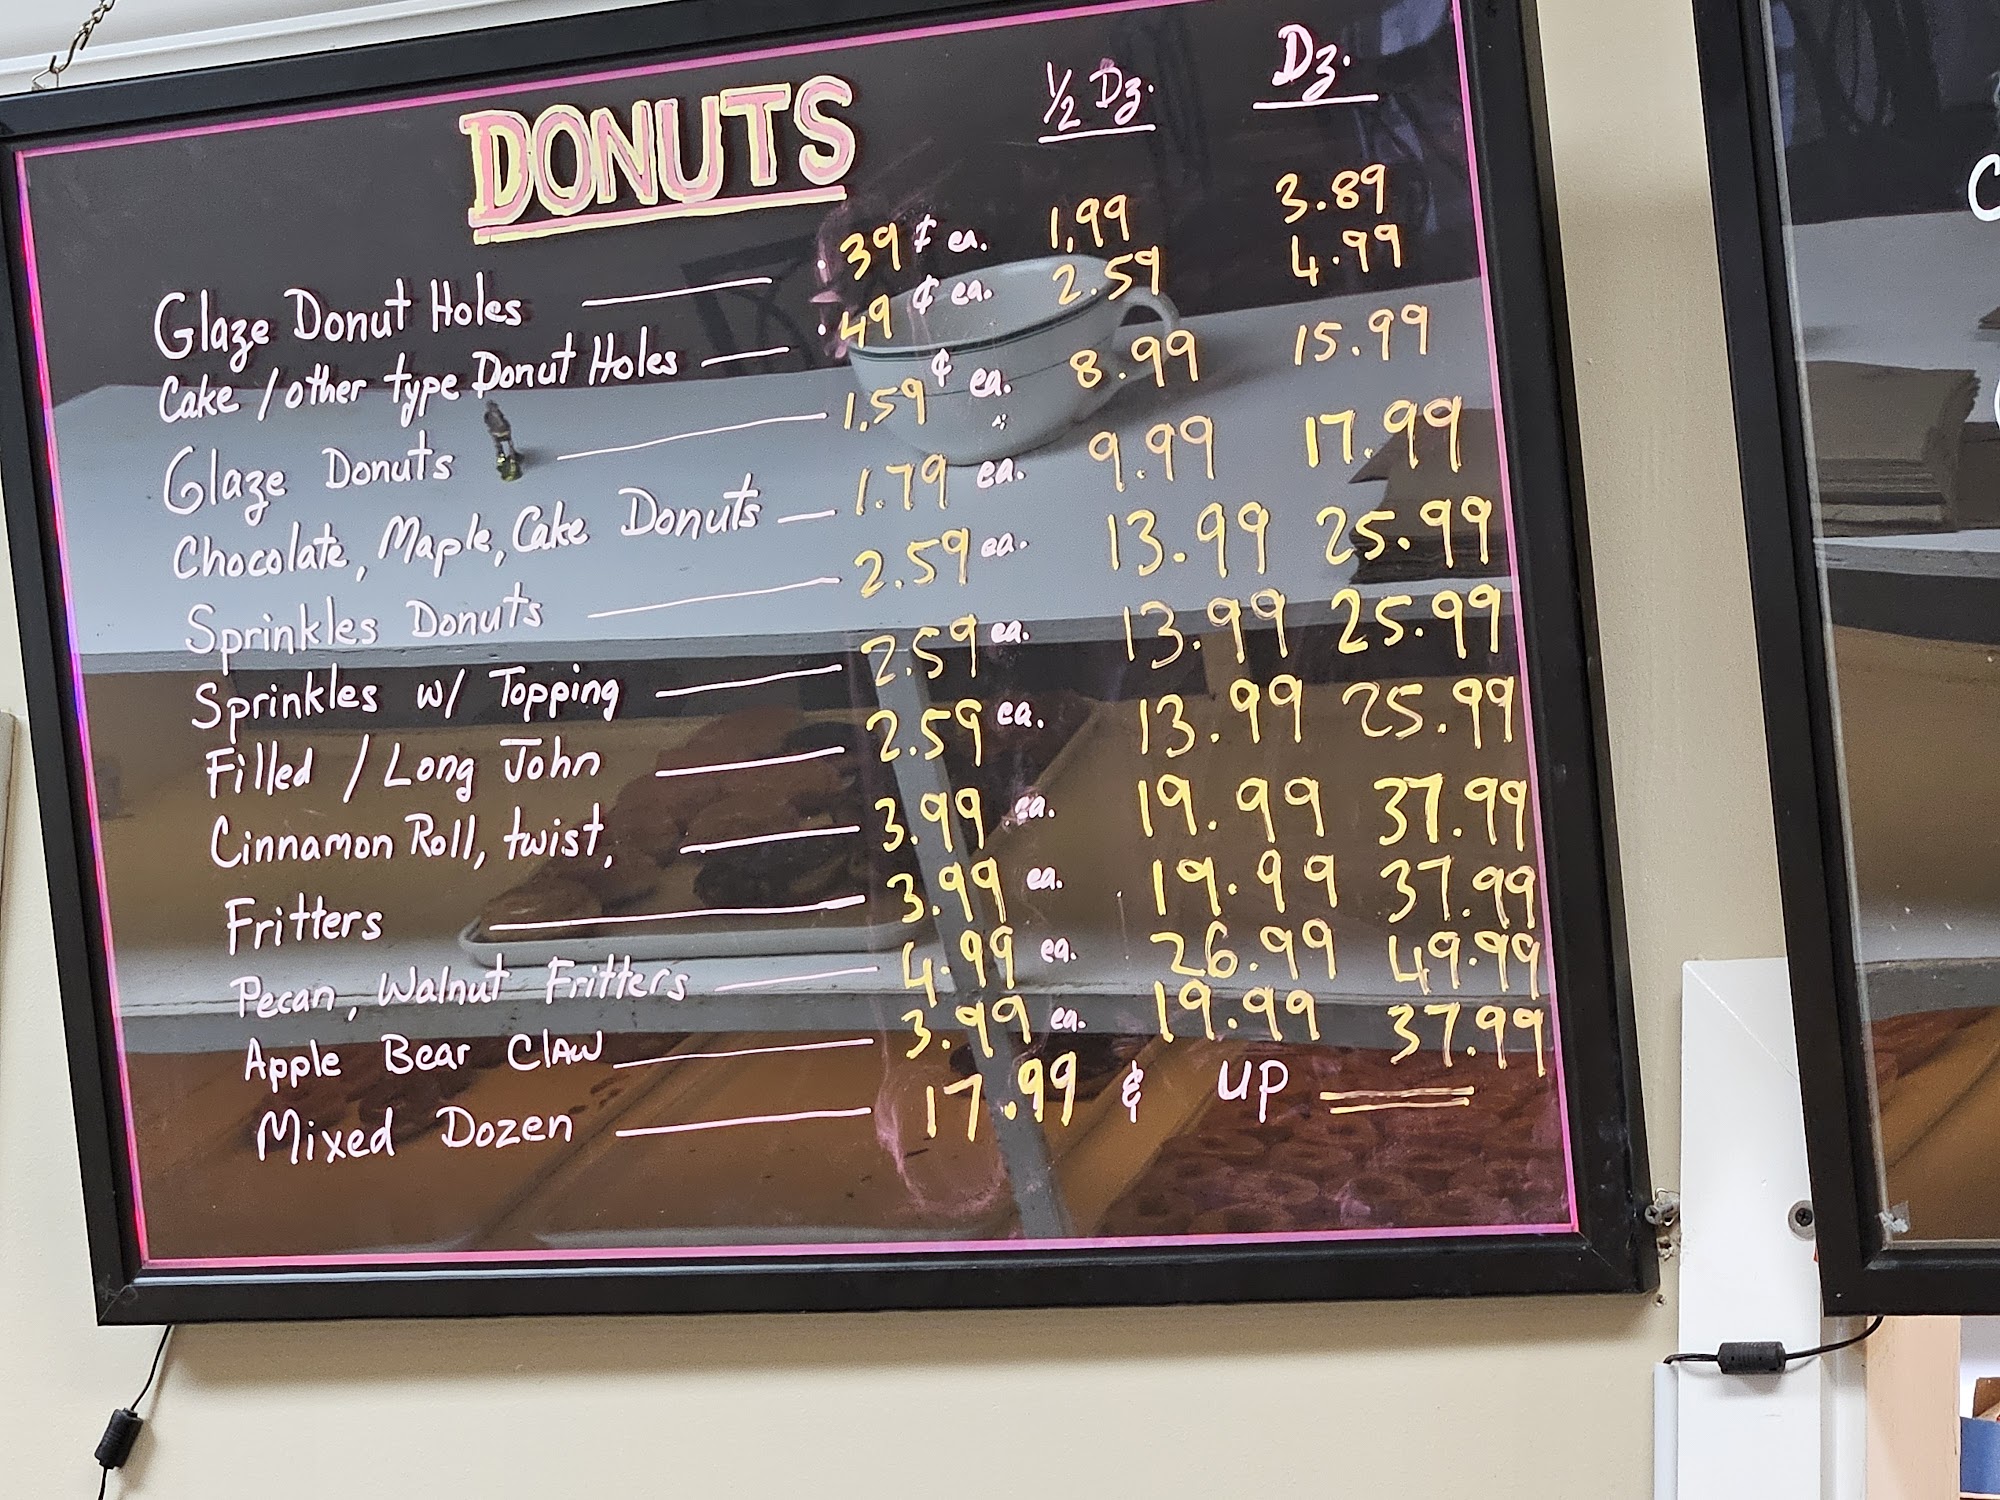 DONUTS ½ Dz. Dz.
Glaze Donut Holes .39¢ ea. 1.99 3.89
Cake / other type Donut Holes .49¢ ea. 2.59 4.99
Glaze Donuts 1.59¢ ea. 8.99 15.99
Chocolate, Maple, Cake Donuts 1.79 ea. 9.99 17.99
Sprinkles Donuts 2.59 ea. 13.99 25.99
Sprinkles w/ Topping 2.59 ea. 13.99 25.99
Filled / Long John 2.59 ea. 13.99 25.99
Cinnamon Roll, twist, 3.99 ea. 19.99 37.99
Fritters 3.99 ea. 19.99 37.99
Pecan, Walnut Fritters 4.99 ea. 26.99 49.99
Apple Bear CLAW 3.99 ea. 19.99 37.99
Mixed Dozen 17.99 & UP